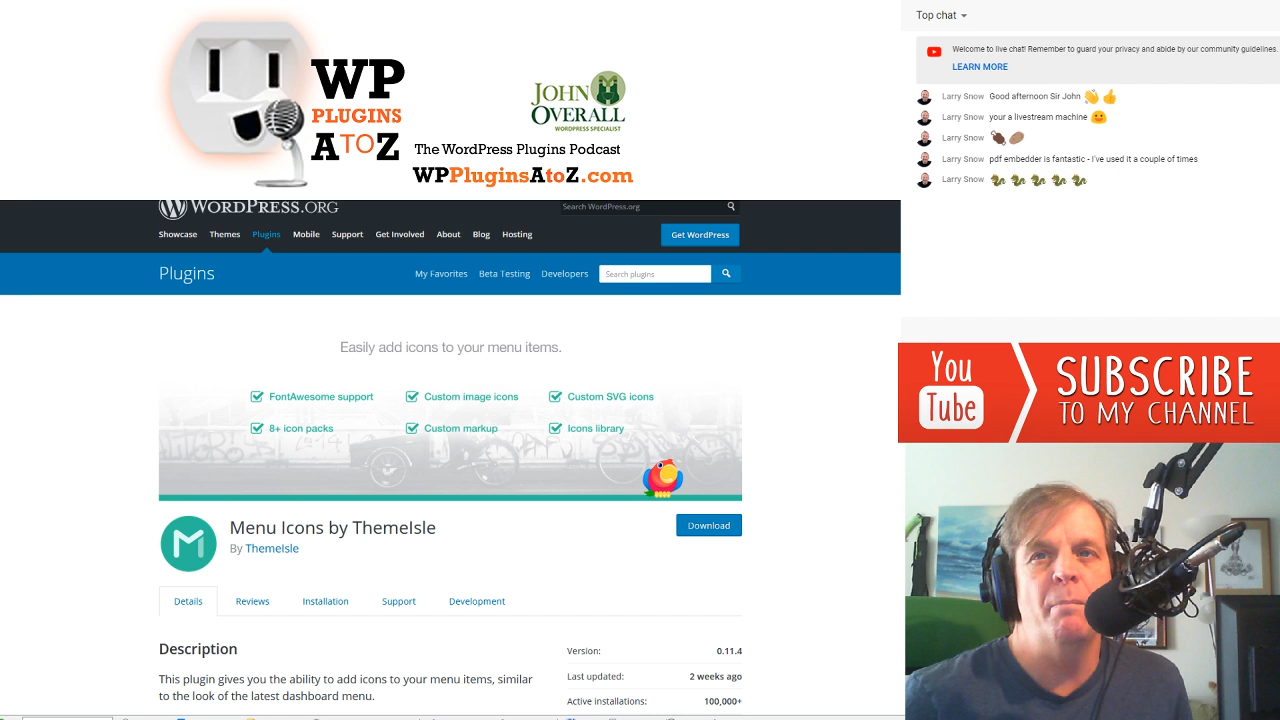 WP
PLUGINS
A TO Z
JOHN
OVERALL
WORDPRESS SPECIALIST
The WordPress Plugins Podcast
WPPluginsAtoZ.com
WORDPRESS.ORG
Search WordPress.org
Showcase Themes Plugins Mobile Support Get Involved About Blog Hosting
Get WordPress
Plugins
My Favorites Beta Testing Developers
Search plugins
Easily add icons to your menu items.
FontAwesome support Custom image icons Custom SVG icons
8+ icon packs Custom markup Icons library
Menu Icons by ThemeIsle
By ThemeIsle
Download
Details Reviews Installation Support Development
Description
This plugin gives you the ability to add icons to your menu items, similar
to the look of the latest dashboard menu.
Version: 0.11.4
Last updated: 2 weeks ago
Active installations: 100,000+
Top chat
Welcome to live chat! Remember to guard your privacy and abide by our community guidelines.
LEARN MORE
Larry Snow Good afternoon Sir John 👋 👍
Larry Snow your a livestream machine
Larry Snow
Larry Snow pdf embedder is fantastic - I've used it a couple of times
Larry Snow 🐉 🐉 🐉 🐉 🐉
You
Tube
SUBSCRIBE
TO MY CHANNEL